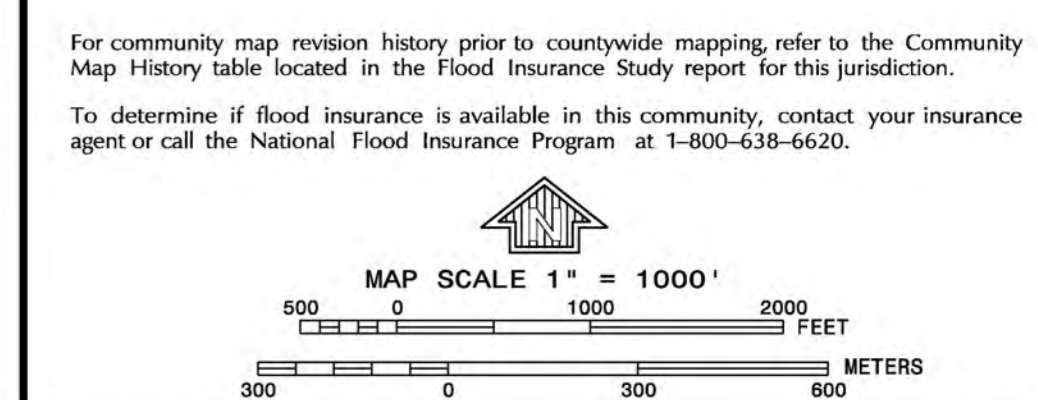 For community map revision history prior to countywide mapping, refer to the Community
Map History table located in the Flood Insurance Study report for this jurisdiction.
To determine if flood insurance is available in this community, contact your insurance
agent or call the National Flood Insurance Program at 1–800–638–6620.
N
MAP SCALE 1" = 1000'
500 0 1000 2000
FEET
METERS
300 0 300 600